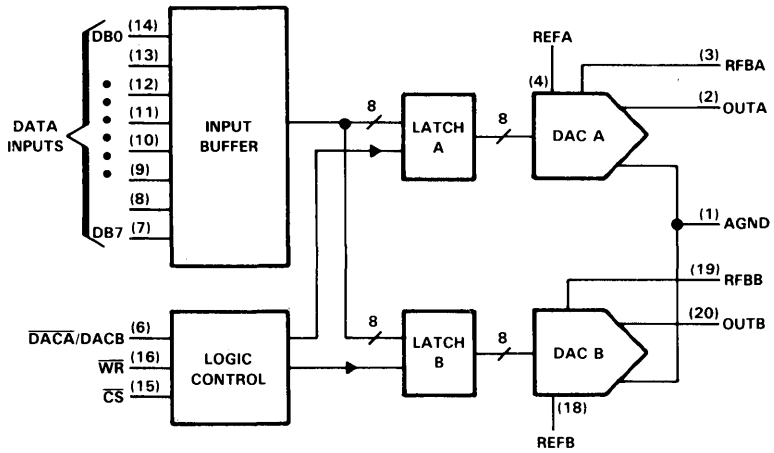 DATA
INPUTS
DB0 (14)
(13)
(12)
(11)
(10)
(9)
(8)
DB7 (7)
INPUT
BUFFER
8
LATCH
A
8
REFA
(4)
DAC A
(3) RFBA
(2) OUTA
(1) AGND
DACA/DACB (6)
WR (16)
CS (15)
LOGIC
CONTROL
8
LATCH
B
8
DAC B
(18)
REFB
(19) RFBB
(20) OUTB